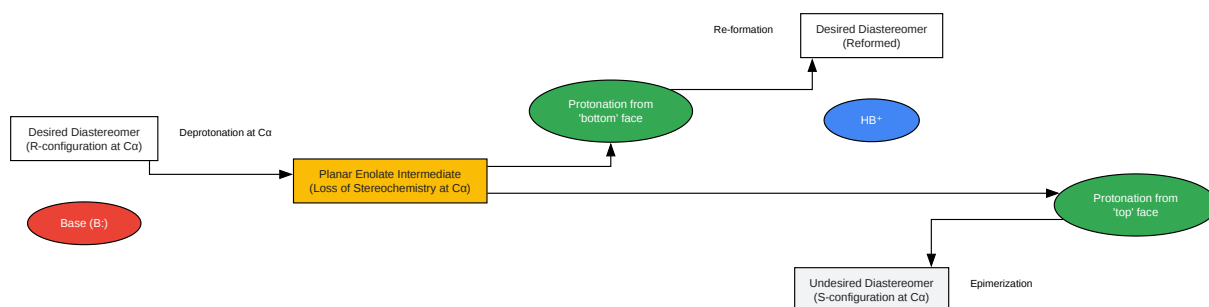 Desired Diastereomer
(R-configuration at Cα)
Base (B:)
Deprotonation at Cα
Planar Enolate Intermediate
(Loss of Stereochemistry at Cα)
Protonation from
'bottom' face
Re-formation
Desired Diastereomer
(Reformed)
HB⁺
Protonation from
'top' face
Undesired Diastereomer
(S-configuration at Cα)
Epimerization